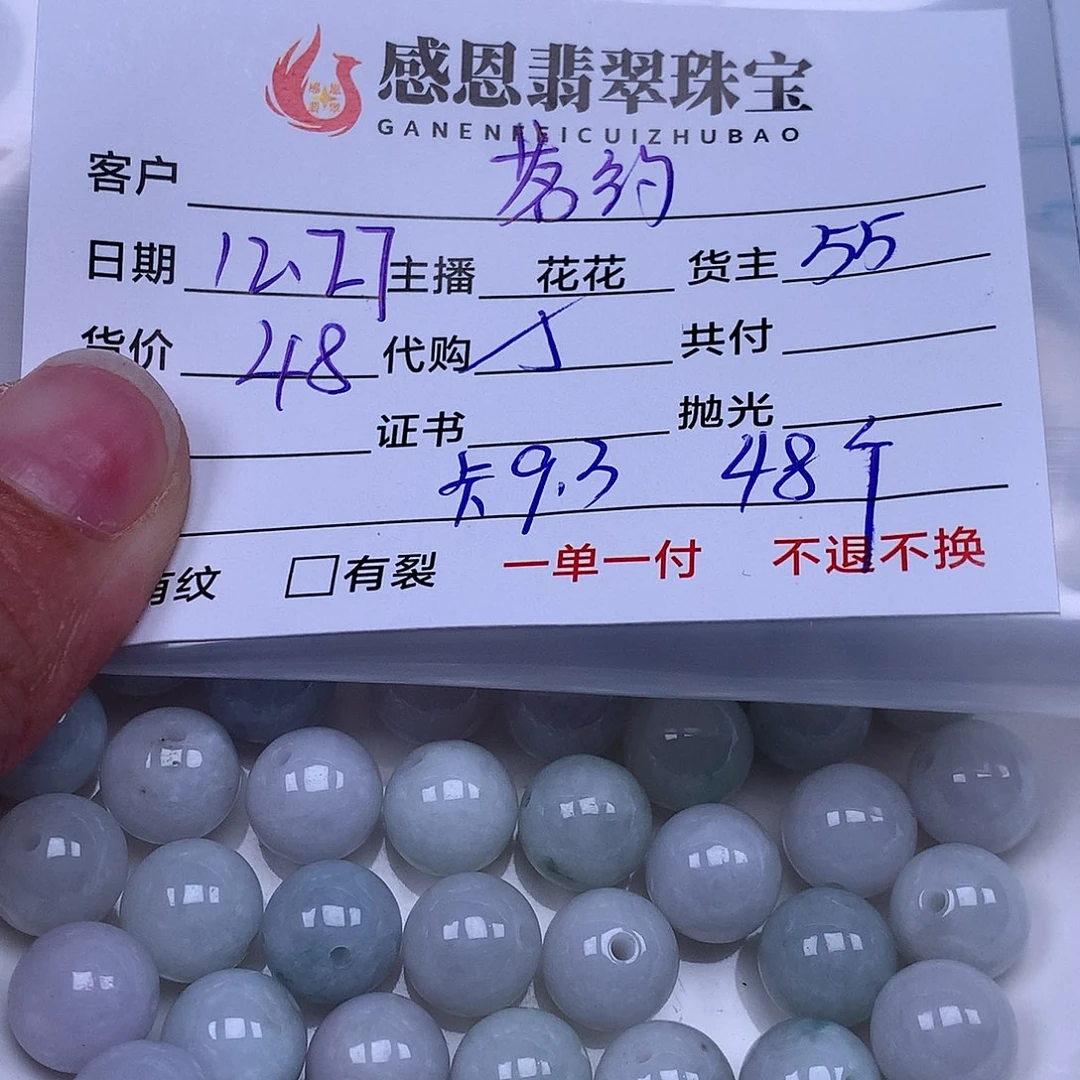 感恩翡翠珠宝
GANENFEICUIZHUBAO
客户 茗约
日期 12.27 主播 花花 货主 55
货价 48 代购 共付
证书 抛光
卡9.3 48个
有纹 有裂 一单一付 不退不换